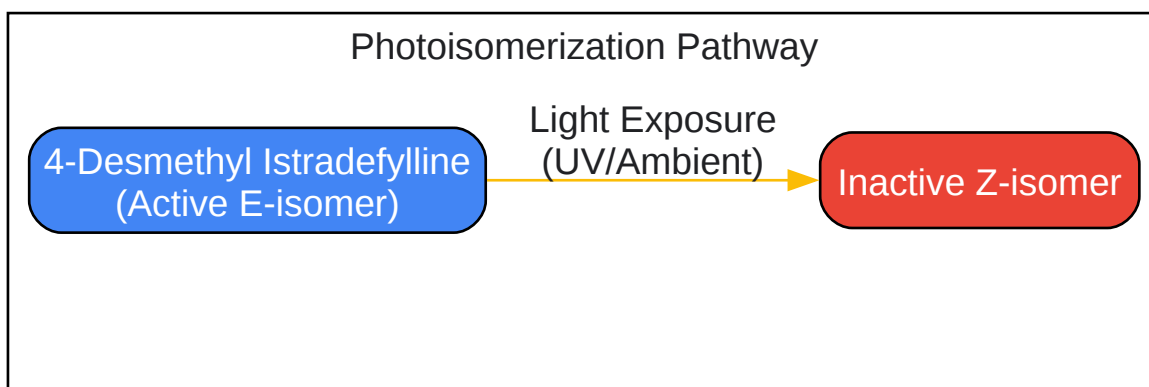 Photoisomerization Pathway
Light Exposure
(UV/Ambient)
4-Desmethyl Istradefylline
(Active E-isomer)
Inactive Z-isomer